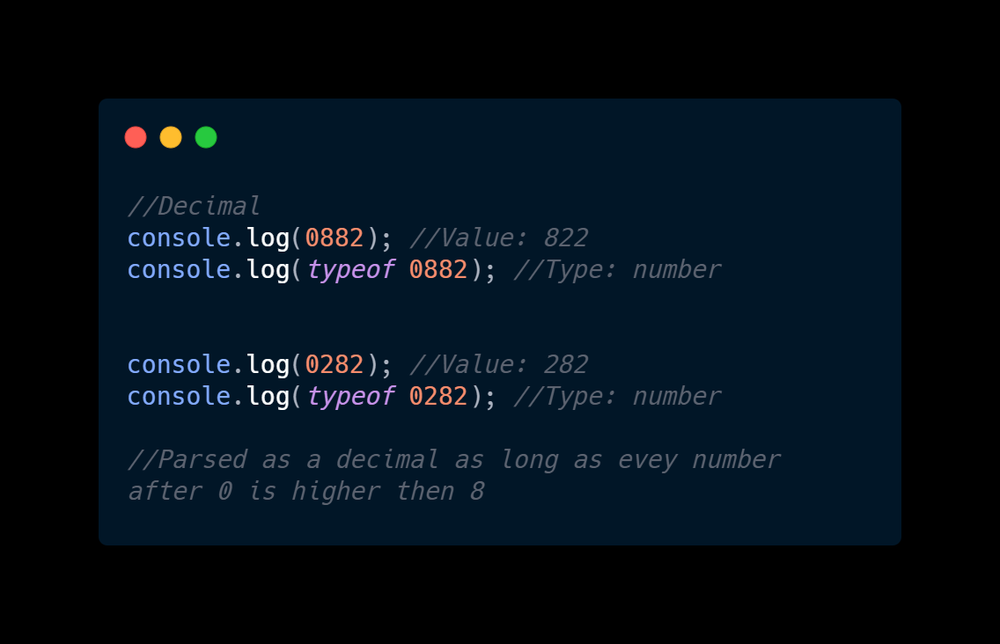 //Decimal
console.log(0882); //Value: 822
console.log(typeof 0882); //Type: number
console.log(0282); //Value: 282
console.log(typeof 0282); //Type: number
//Parsed as a decimal as long as evey number
after 0 is higher then 8